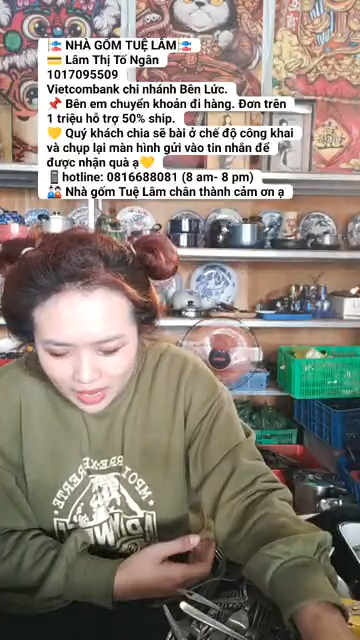 🎏 NHÀ GỐM TUỆ LÂM🎏
💳 Lâm Thị Tố Ngân
1017095509
Vietcombank chi nhánh Bên Lức.
📌 Bên em chuyển khoản đi hàng. Đơn trên
1 triệu hỗ trợ 50% ship.
💛 Quý khách chia sẽ bài ở chế độ công khai
và chụp lại màn hình gửi vào tin nhắn để
được nhận quà ạ💛
📱hotline: 0816688081 (8 am- 8 pm)
🎎 Nhà gốm Tuệ Lâm chân thành cảm ơn ạ